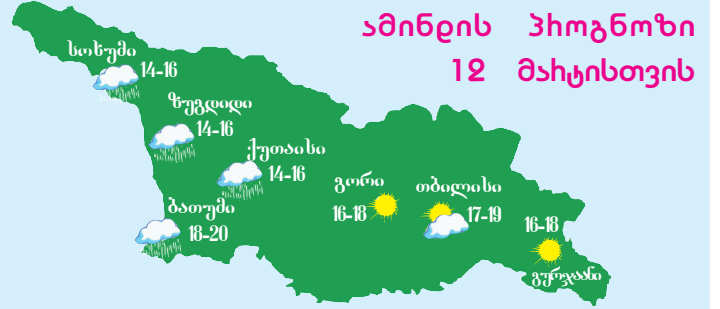 ამინდის პროგნოზი
12 მარტისთვის
სოხუმი
14-16
ზუგდიდი
14-16
ქუთაისი
14-16
ბათუმი
18-20
გორი
16-18
თბილისი
17-19
16-18
გურჯაანი